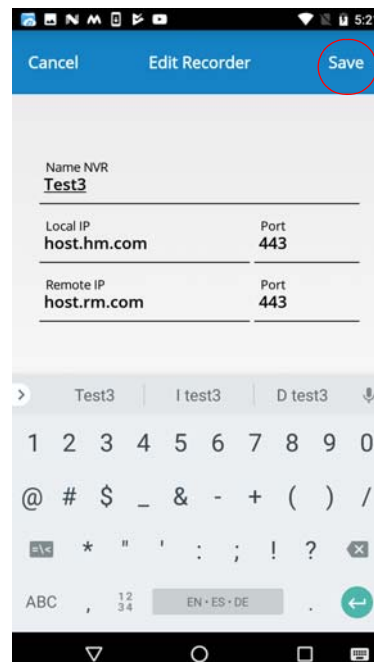 5:2
Cancel Edit Recorder Save
Name NVR
Test3
Local IP Port
host.hm.com 443
Remote IP Port
host.rm.com 443
Test3 I test3 D test3
1 2 3 4 5 6 7 8 9 0
@ # $ _ & - + ( ) /
=\< * " ' : ; ! ? 
ABC , 12 34 EN • ES • DE .